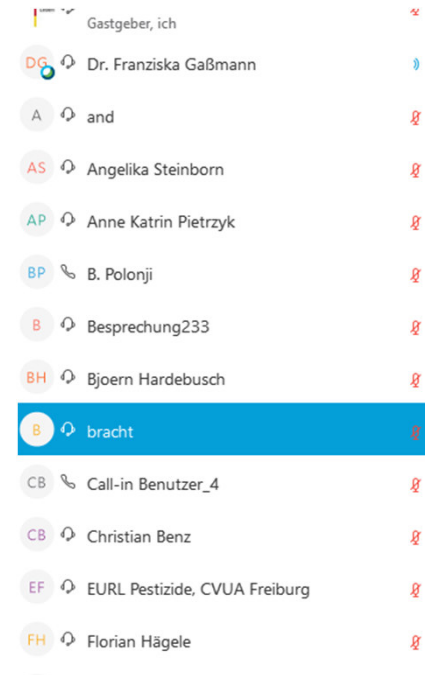 Gastgeber, ich
DG Dr. Franziska Gaßmann
A and
AS Angelika Steinborn
AP Anne Katrin Pietrzyk
BP B. Polonji
B Besprechung233
BH Bjoern Hardebusch
B bracht
CB Call-in Benutzer_4
CB Christian Benz
EF EURL Pestizide, CVUA Freiburg
FH Florian Hägele